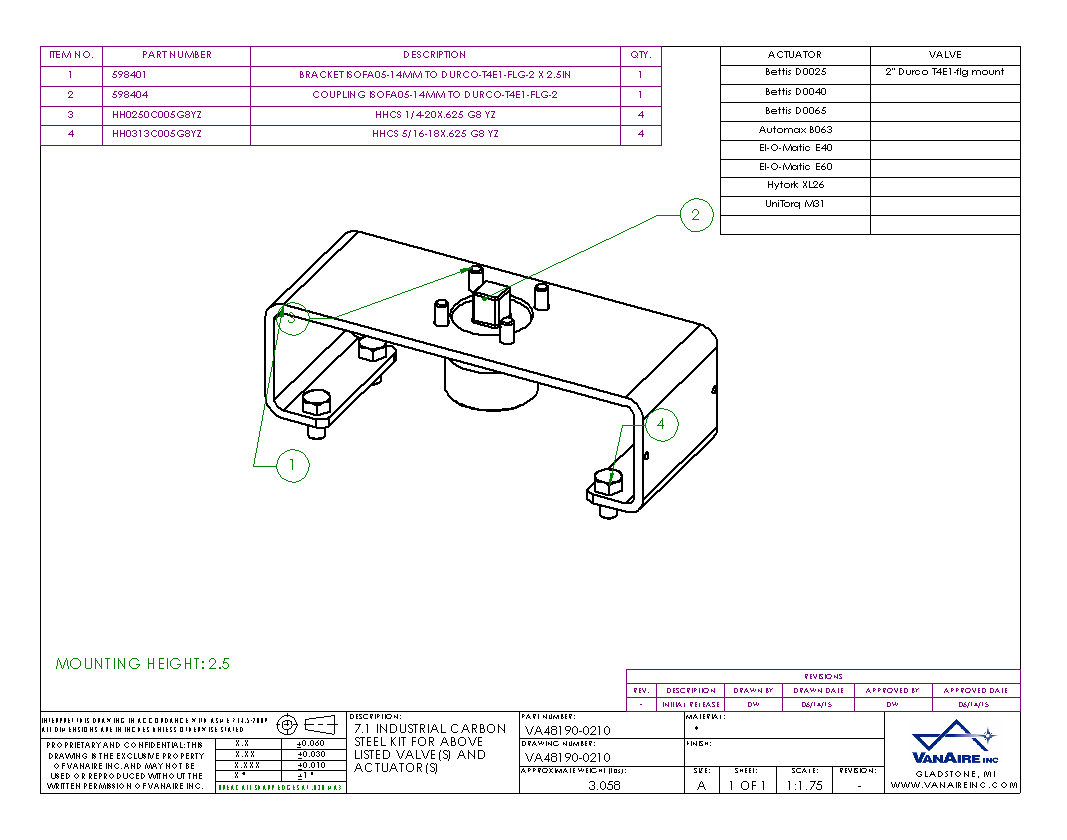 ITEM NO. PART NUMBER DESCRIPTION QTY.
1 598401 BRACKET ISOFA05-14MM TO DURCO-T4E1-FLG-2 X 2.5IN 1
2 598404 COUPLING ISOFA05-14MM TO DURCO-T4E1-FLG-2 1
3 HH0250C005G8YZ HHCS 1/4-20X.625 G8 YZ 4
4 HH0313C005G8YZ HHCS 5/16-18X.625 G8 YZ 4
ACTUATOR VALVE
Bettis D0025 2" Durco T4E1-flg mount
Bettis D0040
Bettis D0065
Automax B063
El-O-Matic E40
El-O-Matic E60
Hytork XL26
UniTorq M31
2
3
4
1
MOUNTING HEIGHT: 2.5
REVISIONS
REV. DESCRIPTION DRAWN BY DRAWN DATE APPROVED BY APPROVED DATE
- INITIAL RELEASE DW 06/14/15 DW 06/14/15
INTERPRET THIS DRAWING IN ACCORDANCE WITH ASME Y14.5-2009
ALL DIMENSIONS ARE IN INCHES UNLESS OTHERWISE STATED
PROPRIETARY AND CONFIDENTIAL: THIS
DRAWING IS THE EXCLUSIVE PROPERTY
OF VANAIRE INC. AND MAY NOT BE
USED OR REPRODUCED WITHOUT THE
WRITTEN PERMISSION OF VANAIRE INC.
X.X ±0.060
X.XX ±0.030
X.XXX ±0.010
X° ±1°
BREAK ALL SHARP EDGES AT .030 MAX
DESCRIPTION:
7.1 INDUSTRIAL CARBON
STEEL KIT FOR ABOVE
LISTED VALVE(S) AND
ACTUATOR(S)
PART NUMBER:
VA48190-0210
DRAWING NUMBER:
VA48190-0210
APPROXIMATE WEIGHT (lbs):
3.058
MATERIAL:
*
FINISH:
SIZE: SHEET: SCALE: REVISION:
A 1 OF 1 1:1.75 -
VANAIRE INC
GLADSTONE, MI
WWW.VANAIREINC.COM